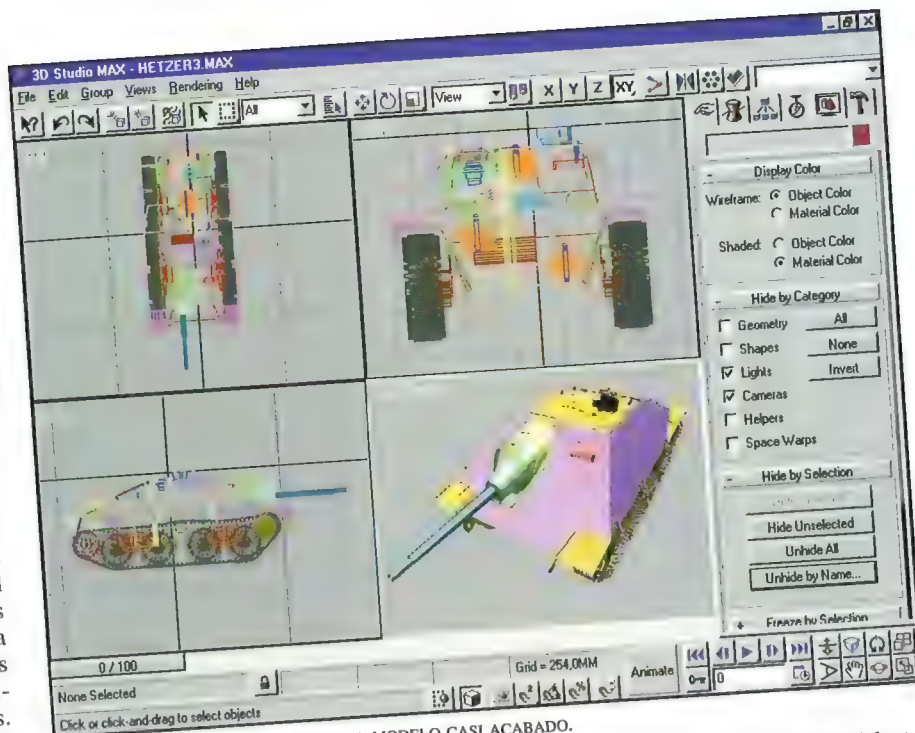 3D Studio MAX - HETZER3.MAX
File Edit Group Views Rendering Help
All
View
X Y Z XY
Display Color
Wireframe: Object Color
Material Color
Shaded: Object Color
Material Color
Hide by Category
Geometry All
Shapes None
Lights Invert
Cameras
Helpers
Space Warps
Hide by Selection
Hide Unselected
Unhide All
Unhide by Name...
Freeze by Selection
0 / 100
None Selected
Grid = 254,0MM
Animate
0
Click or click-and-drag to select objects
MODELO CASI ACABADO.